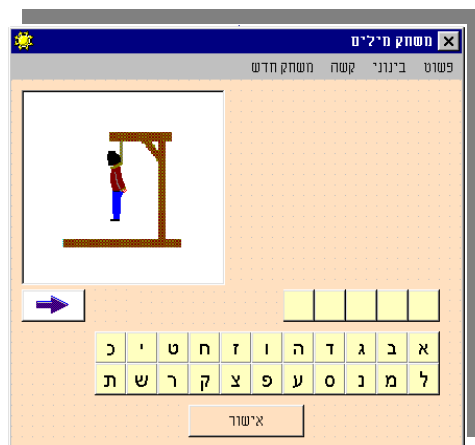 משחק מילים
פשוט בינוני קשה משחק חדש
א ב ג ד ה ו ז ח ט י כ
ל מ נ ס ע פ צ ק ר ש ת
אישור